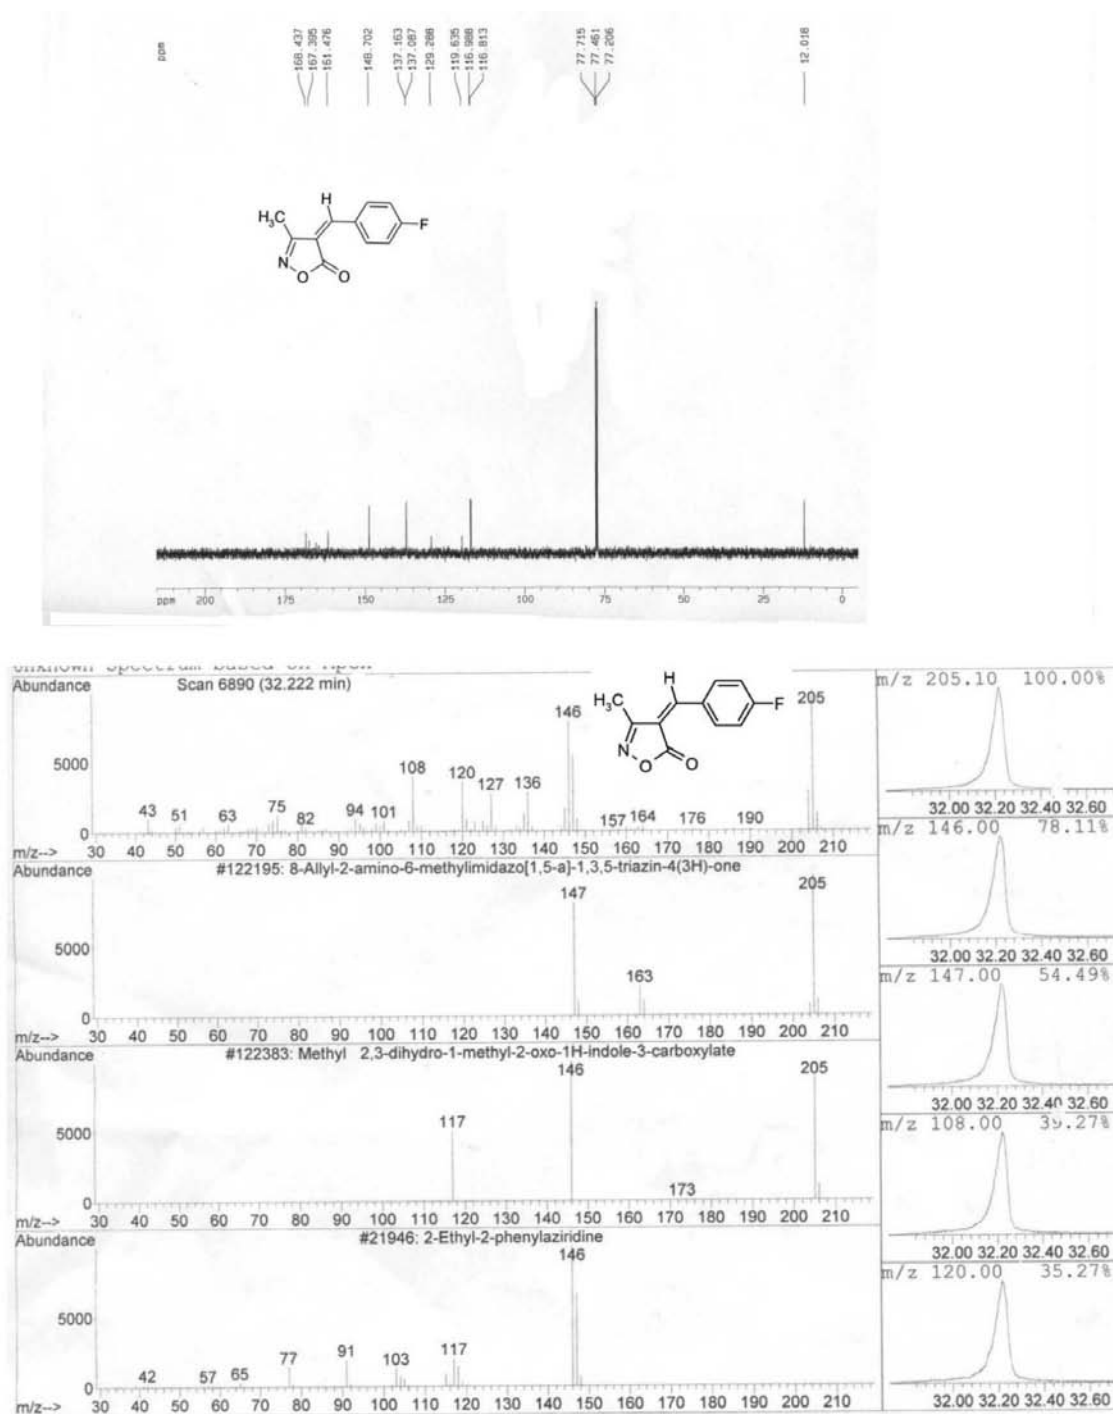 ppm
168.437
167.395
161.476
148.702
137.163
137.087
129.288
119.635
116.988
116.813
77.715
77.461
77.206
12.018
H
H₃C
F
N
O
O
ppm 200 175 150 125 100 75 50 25 0
Abundance
Scan 6890 (32.222 min)
H
H₃C
F
N
O
O
205
146
108
120
136
127
5000
75
94
101
43
51
63
82
157
164
176
190
0
m/z--> 30 40 50 60 70 80 90 100 110 120 130 140 150 160 170 180 190 200 210
Abundance
#122195: 8-Allyl-2-amino-6-methylimidazo[1,5-a]-1,3,5-triazin-4(3H)-one
147
205
5000
163
0
m/z--> 30 40 50 60 70 80 90 100 110 120 130 140 150 160 170 180 190 200 210
Abundance
#122383: Methyl 2,3-dihydro-1-methyl-2-oxo-1H-indole-3-carboxylate
146
205
117
5000
173
0
m/z--> 30 40 50 60 70 80 90 100 110 120 130 140 150 160 170 180 190 200 210
Abundance
#21946: 2-Ethyl-2-phenylaziridine
146
5000
42
57
65
77
91
103
117
0
m/z--> 30 40 50 60 70 80 90 100 110 120 130 140 150 160 170 180 190 200 210
m/z 205.10 100.00%
32.00 32.20 32.40 32.60
m/z 146.00 78.11%
32.00 32.20 32.40 32.60
m/z 147.00 54.49%
32.00 32.20 32.40 32.60
m/z 108.00 39.27%
32.00 32.20 32.40 32.60
m/z 120.00 35.27%
32.00 32.20 32.40 32.60